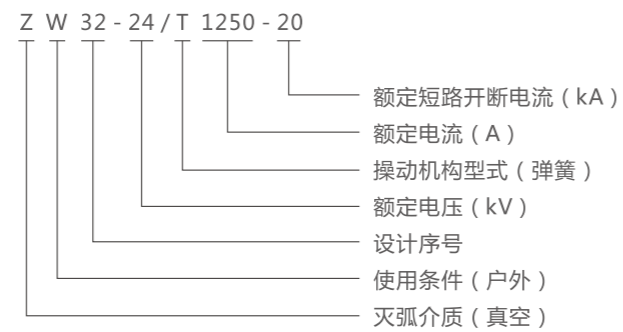 Z W 32 - 24 / T 1250 - 20
额定短路开断电流（kA）
额定电流（A）
操动机构型式（弹簧）
额定电压（kV）
设计序号
使用条件（户外）
灭弧介质（真空）